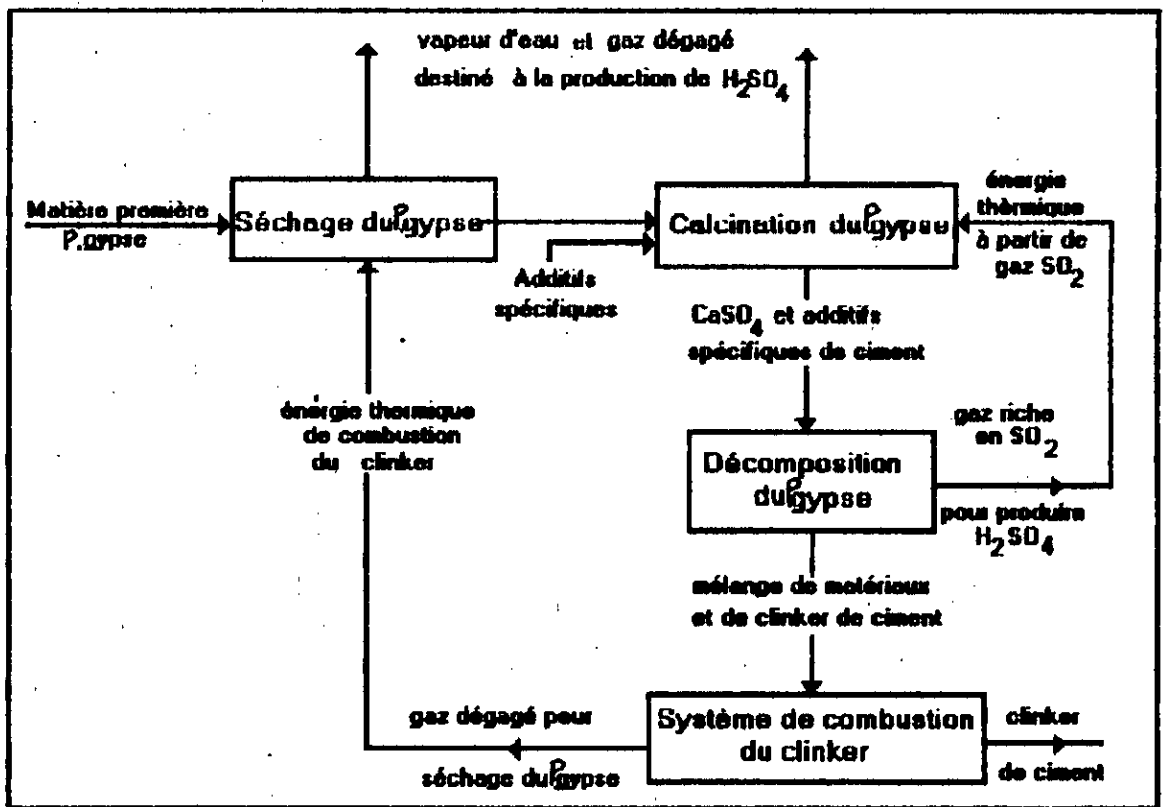 vapeur d'eau et gaz dégagé
destiné à la production de H2SO4
Matière première
P.gypse
Séchage du P.gypse
Additifs
spécifiques
Calcination du P.gypse
énergie
thèrmique
à partir de
gaz SO2
CaSO4 et additifs
spécifiques de ciment
énérgie thermique
de combustion
du clinker
Décomposition
du P.gypse
gaz riche
en SO2
pour produire
H2SO4
mélange de matérioux
et de clinker de ciment
gaz dégagé pour
séchage du P.gypse
Système de combustion
du clinker
clinker
de ciment